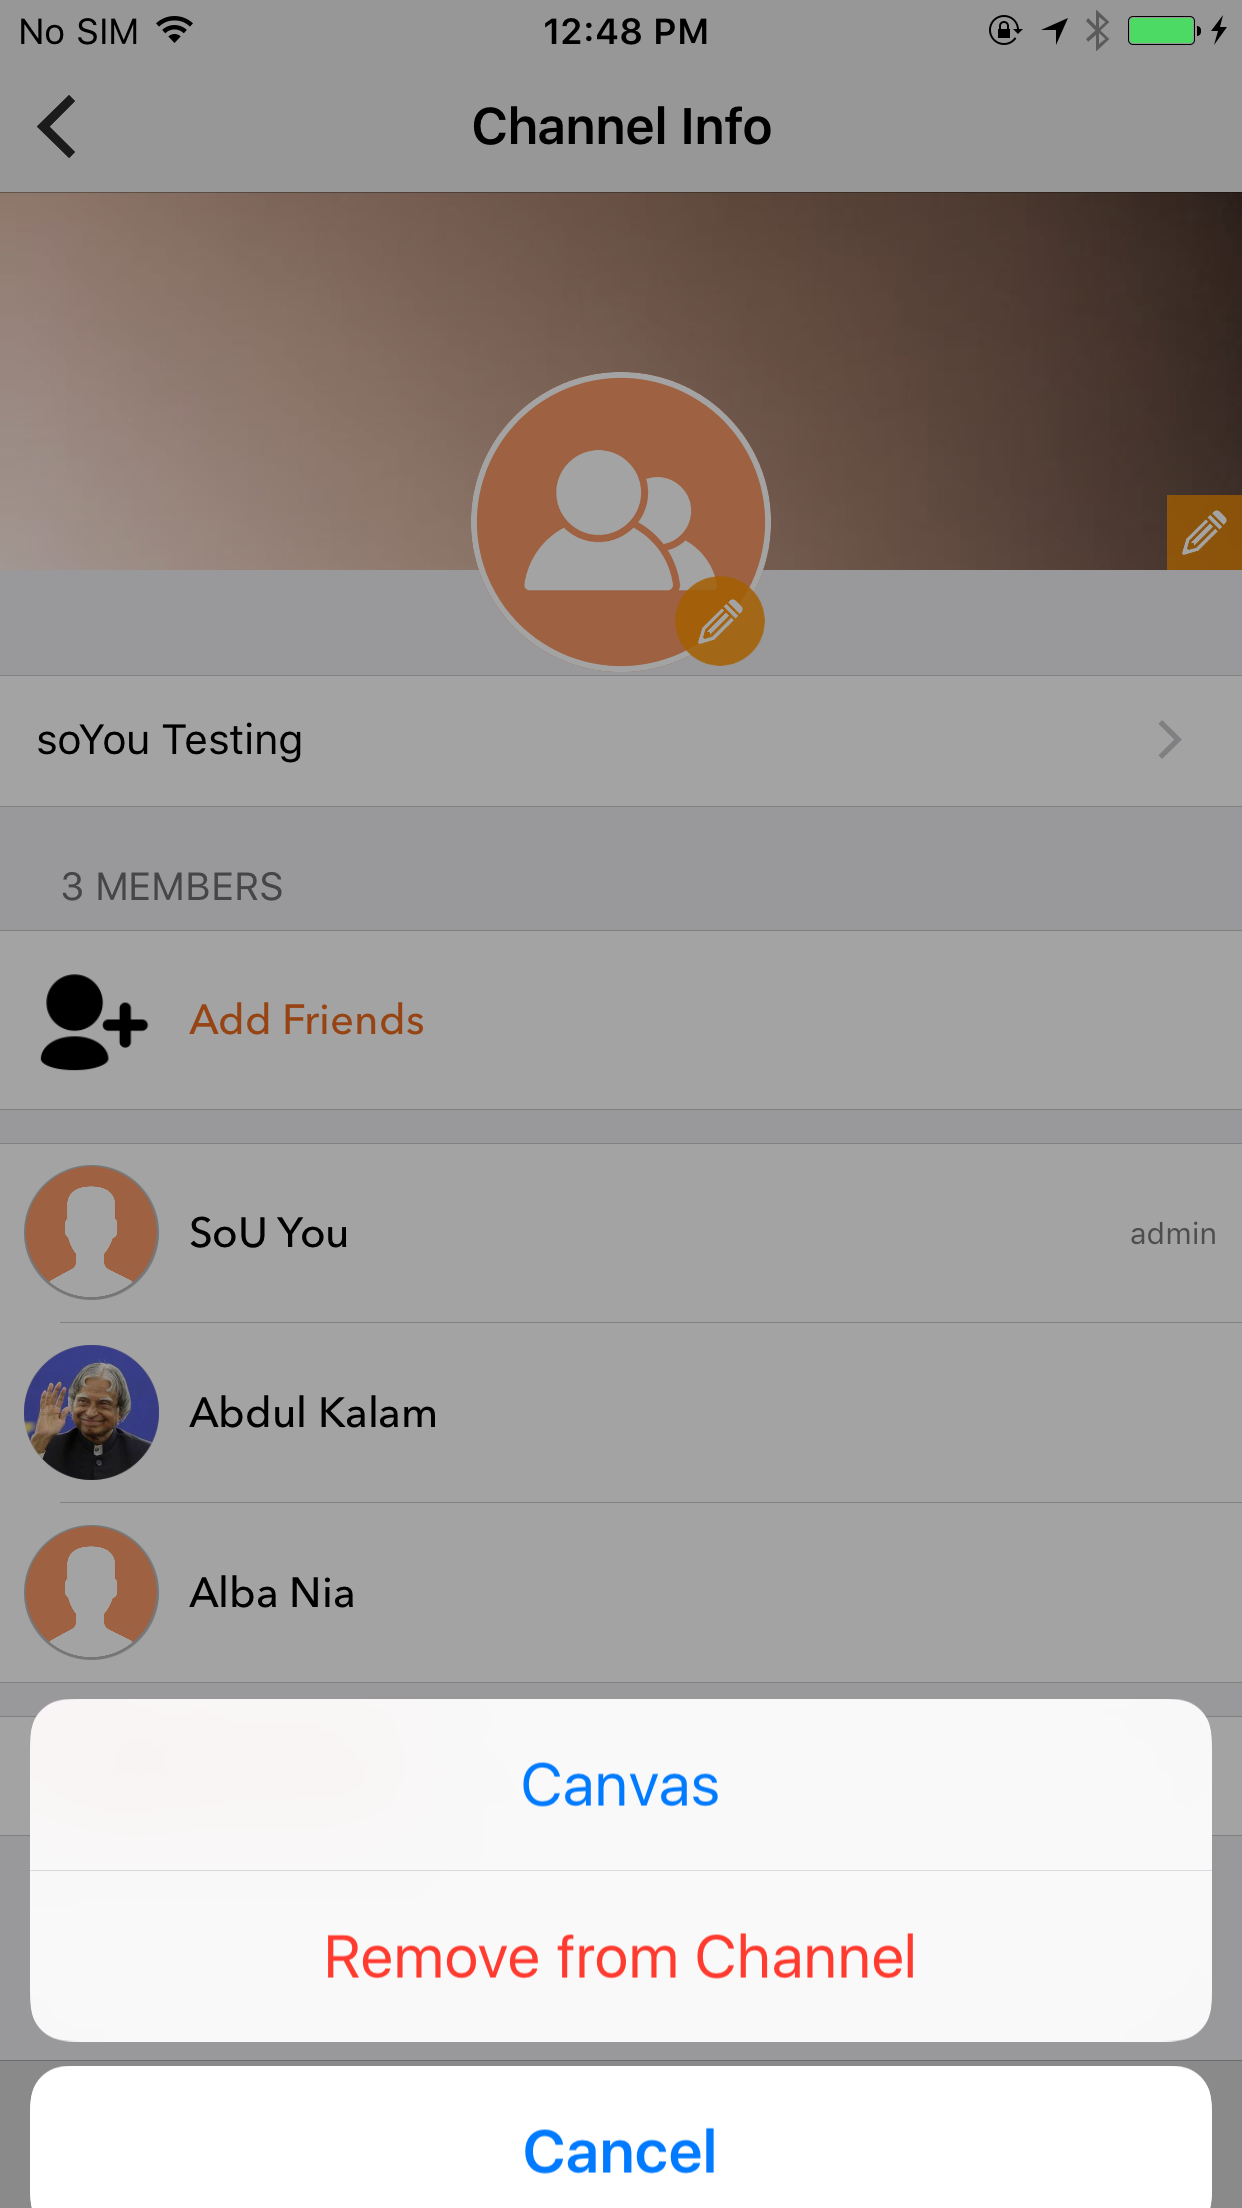 No SIM 12:48 PM
Channel Info
soYou Testing
3 MEMBERS
Add Friends
SoU You admin
Abdul Kalam
Alba Nia
Canvas
Remove from Channel
Cancel